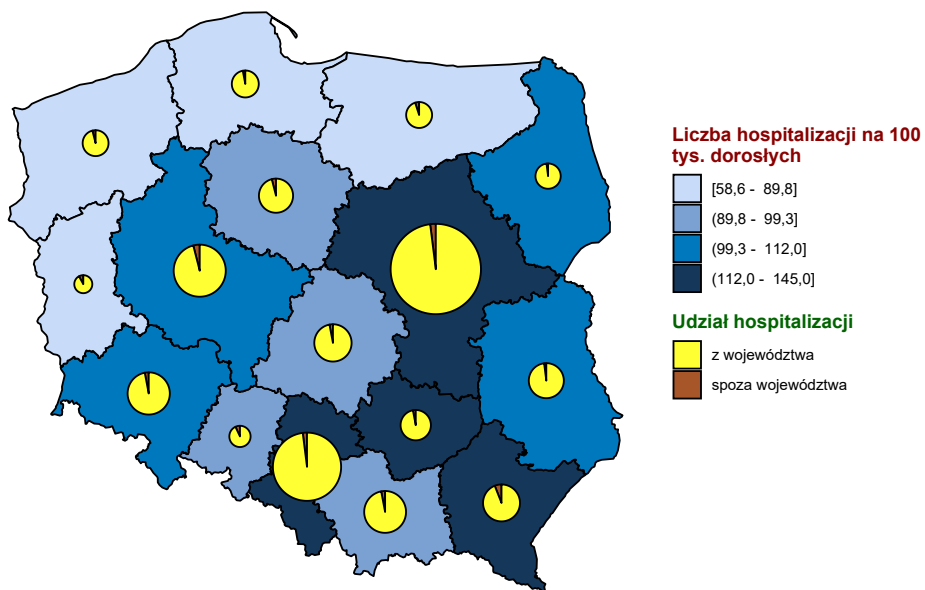 Liczba hospitalizacji na 100
tys. dorosłych
[58,6 - 89,8]
(89,8 - 99,3]
(99,3 - 112,0]
(112,0 - 145,0]
Udział hospitalizacji
z województwa
spoza województwa